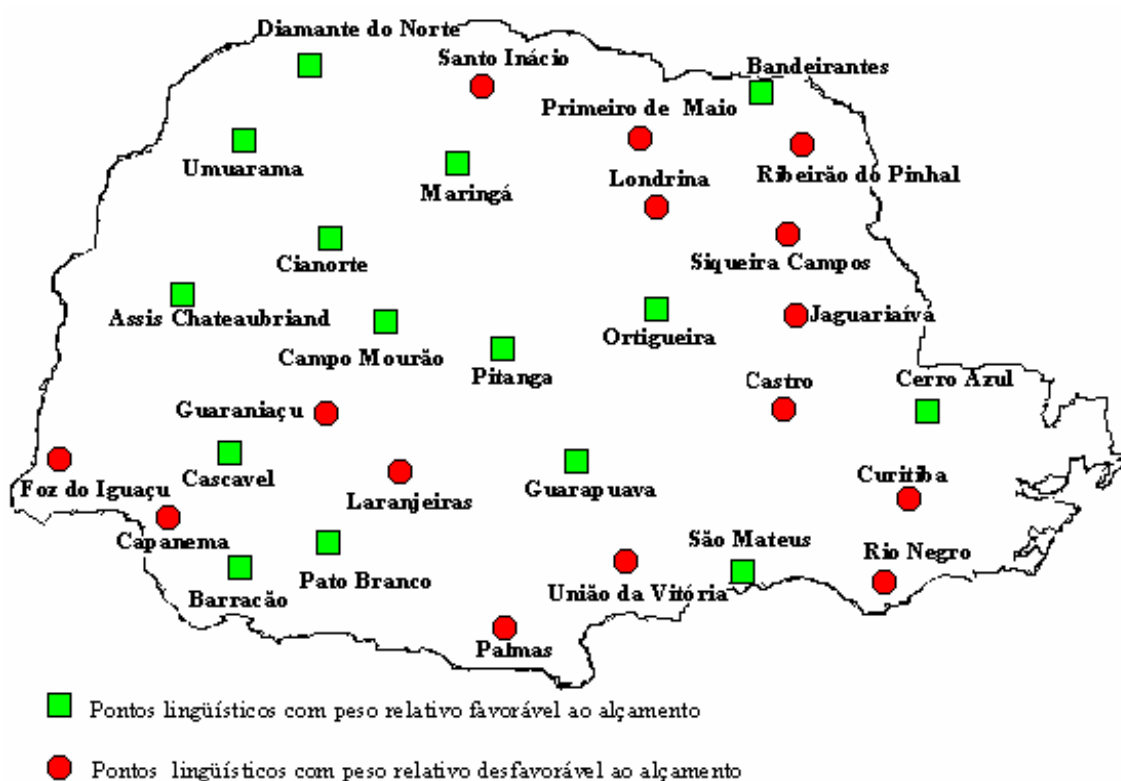 Diamante do Norte
Santo Inácio
Bandeirantes
Primeiro de Maio
Umuarama
Maringá
Londrina
Ribeirão do Pinhal
Cianorte
Siqueira Campos
Assis Chateaubriand
Campo Mourão
Pitanga
Ortigueira
Jaguariaíva
Guaraniaçu
Castro
Cerro Azul
Foz do Iguaçu
Cascavel
Laranjeiras
Guarapuava
Curitiba
Capanema
Barracão
Pato Branco
São Mateus
Rio Negro
União da Vitória
Palmas
Pontos lingüísticos com peso relativo favorável ao alçamento
Pontos lingüísticos com peso relativo desfavorável ao alçamento